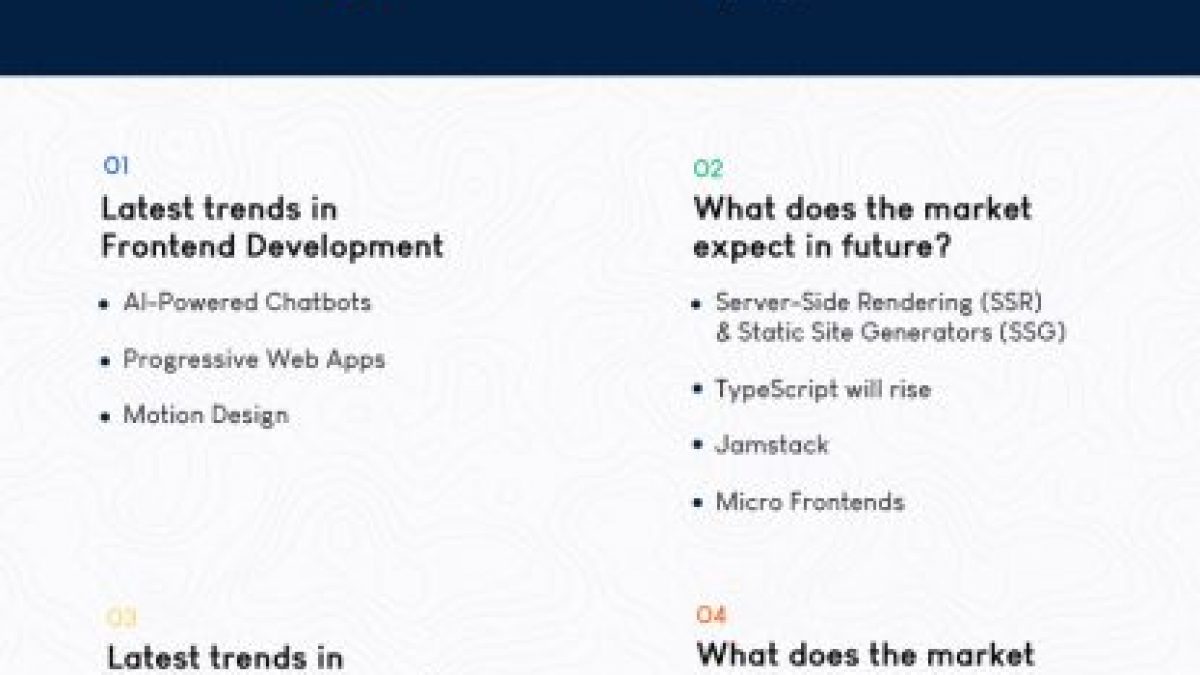 01
Latest trends in
Frontend Development
• AI-Powered Chatbots
• Progressive Web Apps
• Motion Design
02
What does the market
expect in future?
• Server-Side Rendering (SSR)
& Static Site Generators (SSG)
• TypeScript will rise
• Jamstack
• Micro Frontends
03
Latest trends in
04
What does the market